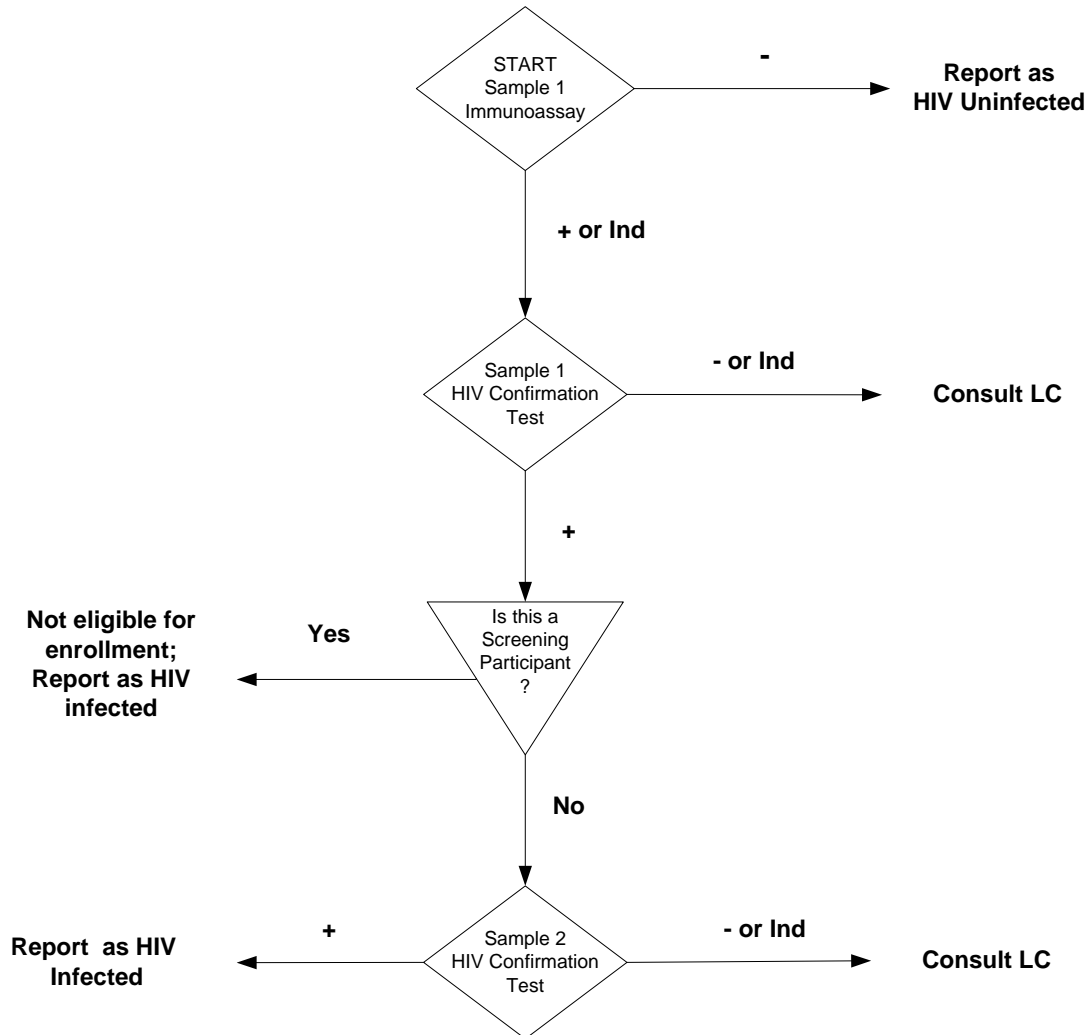 START
Sample 1
Immunoassay
-
Report as
HIV Uninfected
+ or Ind
Sample 1
HIV Confirmation
Test
- or Ind
Consult LC
+
Is this a
Screening
Participant
?
Yes
Not eligible for
enrollment;
Report as HIV
infected
No
Sample 2
HIV Confirmation
Test
+
Report as HIV
Infected
- or Ind
Consult LC